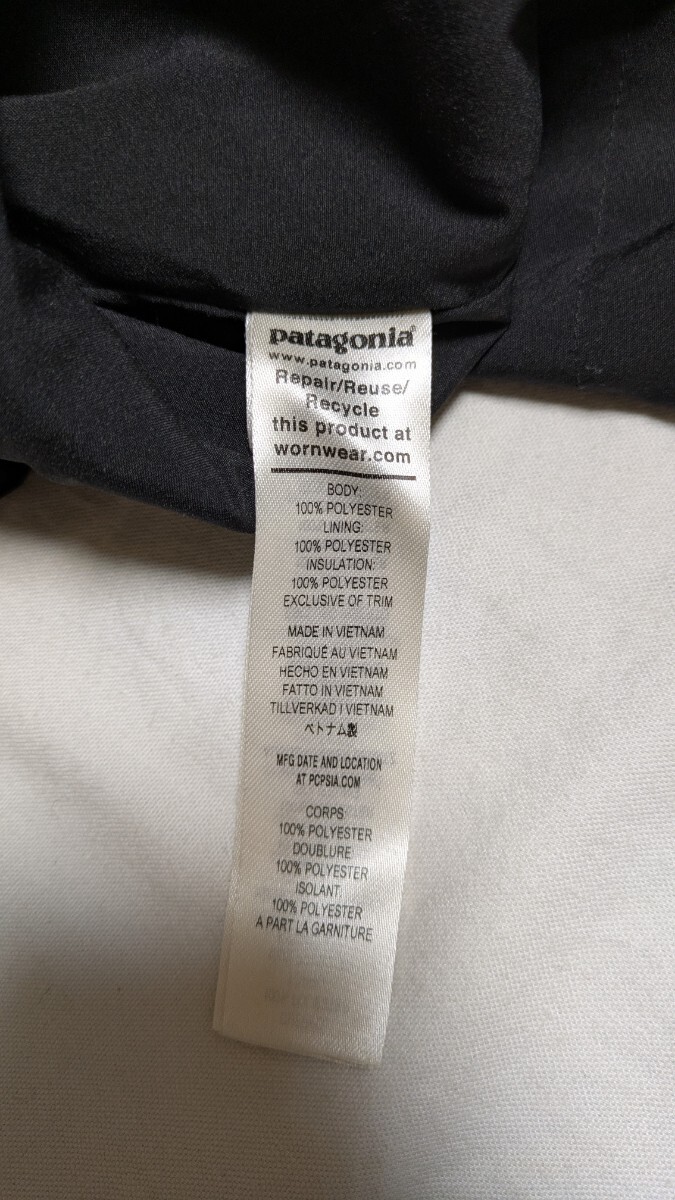 patagonia®
www.patagonia.com
Repair/Reuse/
Recycle
this product at
wornwear.com
BODY:
100% POLYESTER
LINING:
100% POLYESTER
INSULATION:
100% POLYESTER
EXCLUSIVE OF TRIM
MADE IN VIETNAM
FABRIQUÉ AU VIETNAM
HECHO EN VIETNAM
FATTO IN VIETNAM
TILLVERKAD I VIETNAM
ベトナム製
MFG DATE AND LOCATION
AT PCPSIA.COM
CORPS:
100% POLYESTER
DOUBLURE:
100% POLYESTER
ISOLANT:
100% POLYESTER
A PART LA GARNITURE